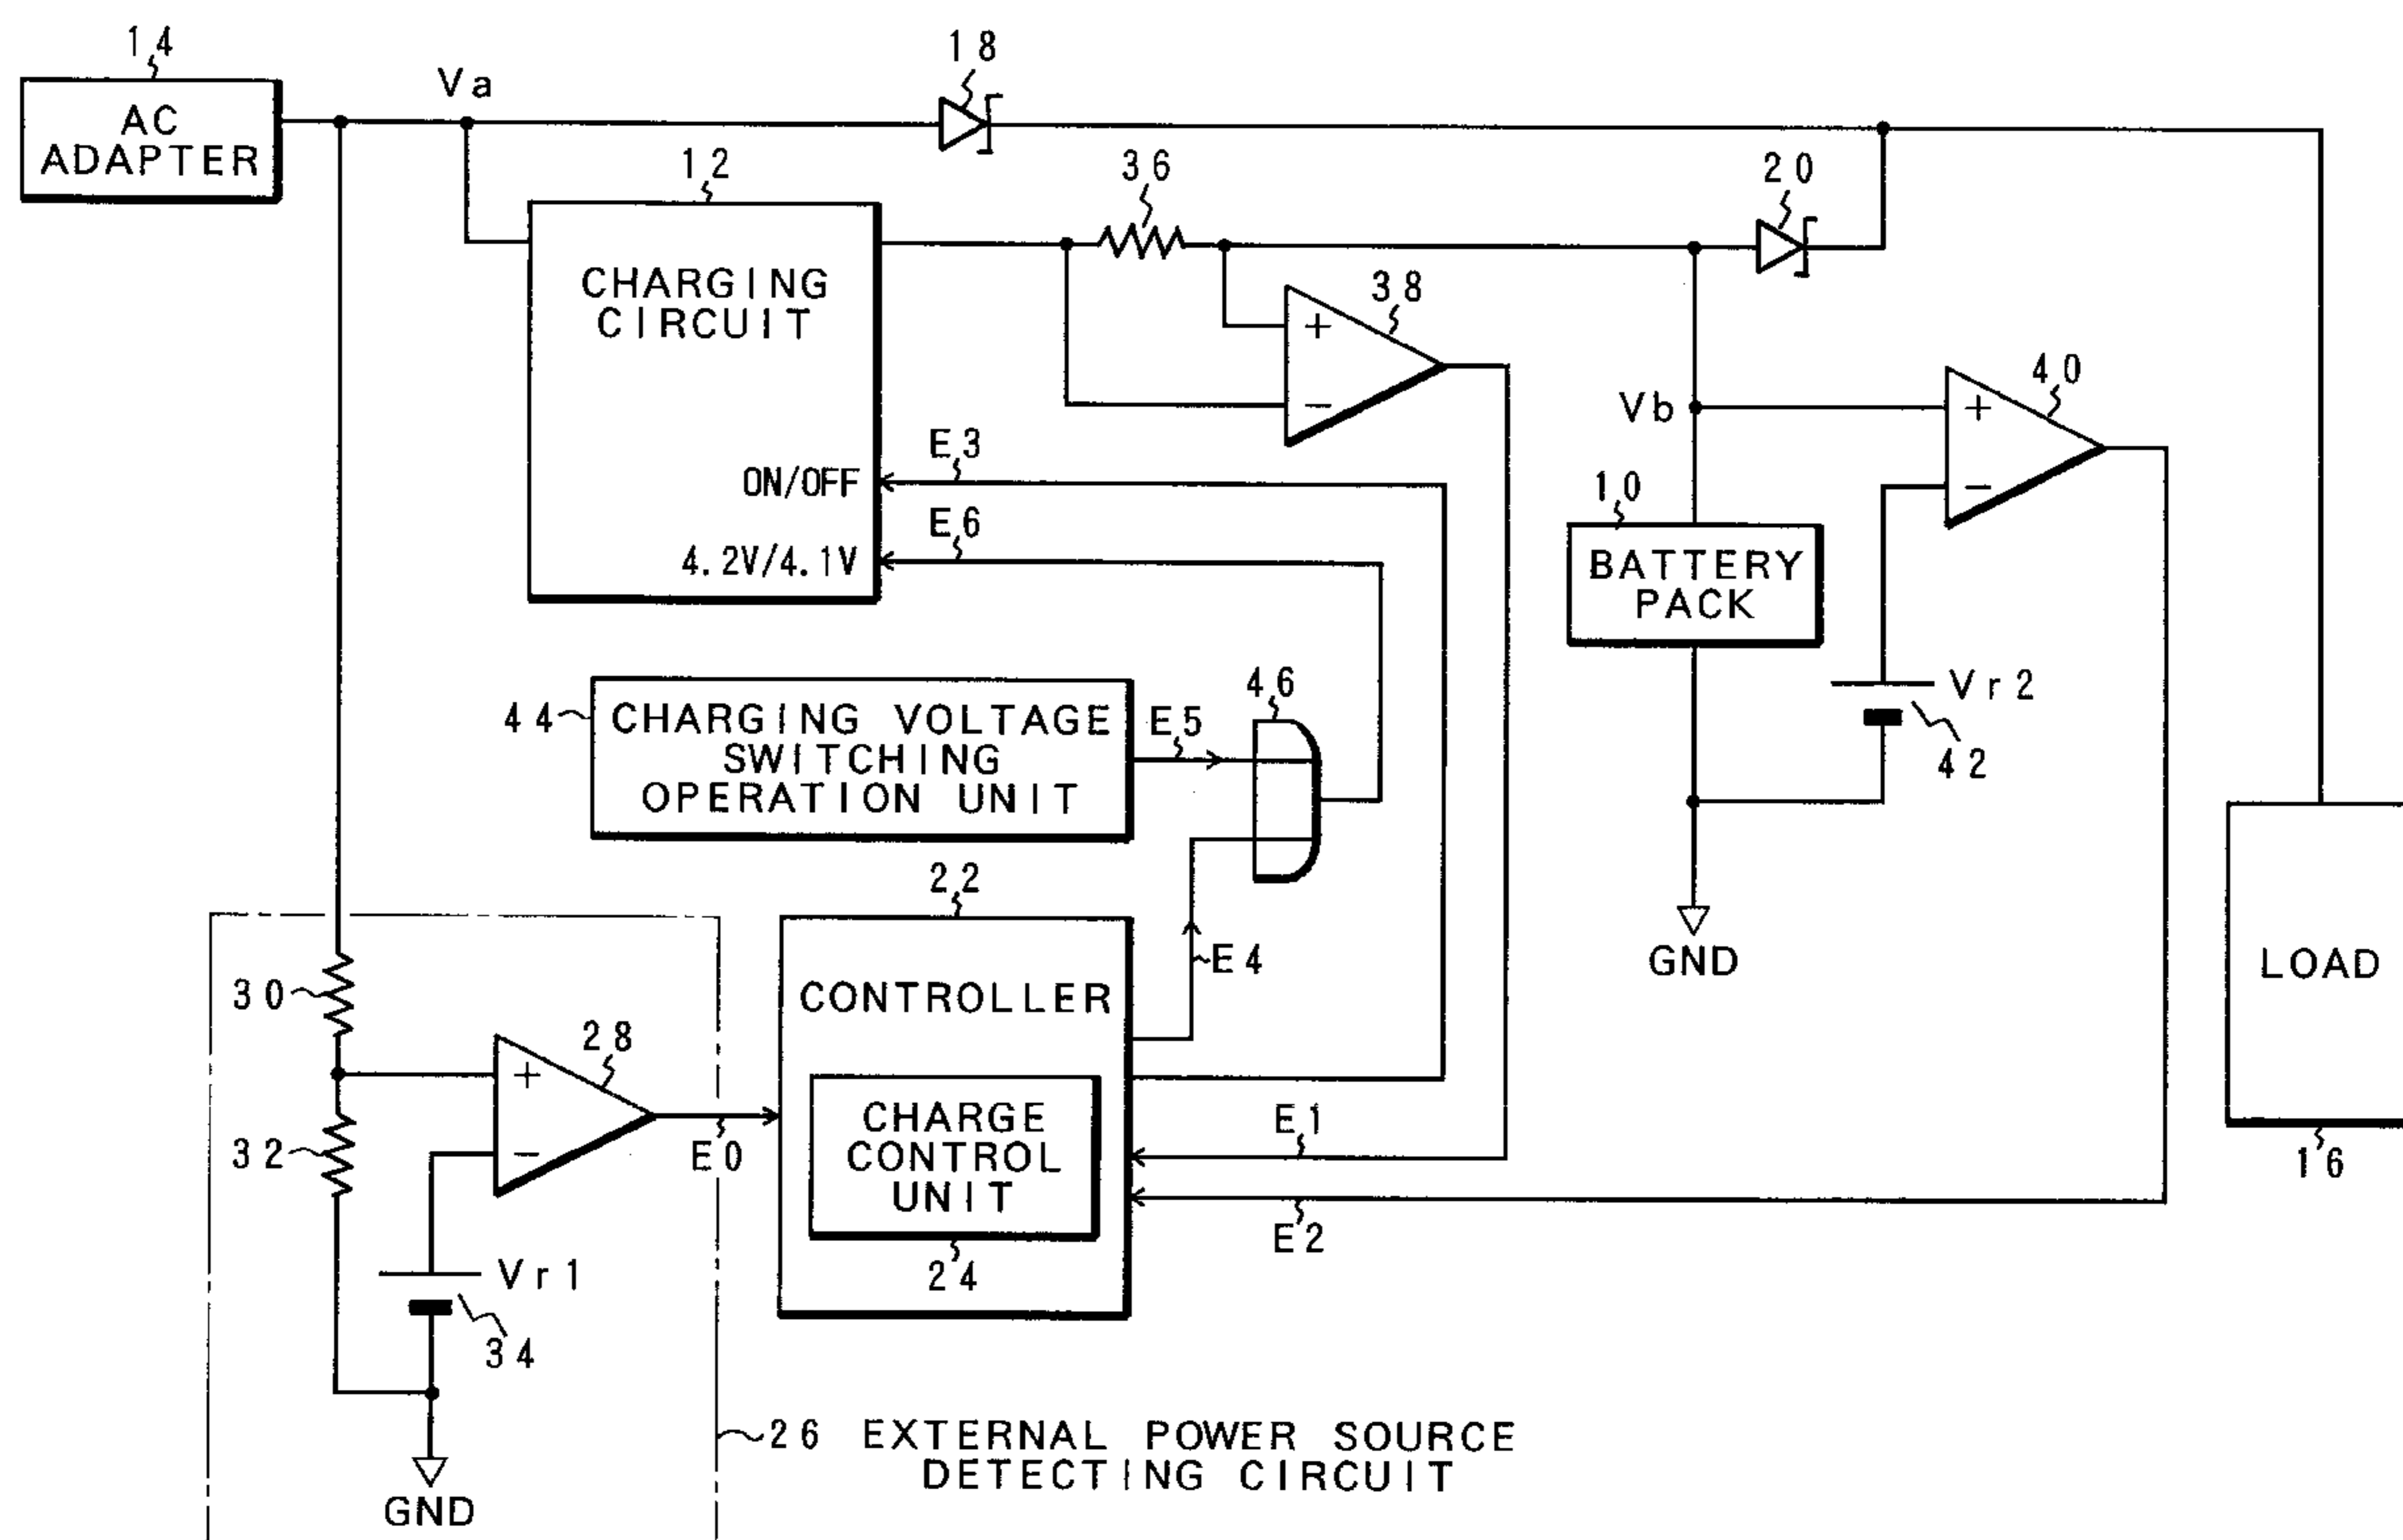 14
AC
ADAPTER
Va
18
12
CHARGING
CIRCUIT
ON/OFF
4.2V/4.1V
36
38
+
−
20
E3
E6
Vb
40
+
−
10
BATTERY
PACK
Vr2
42
GND
44
CHARGING VOLTAGE
SWITCHING
OPERATION UNIT
E5
46
22
CONTROLLER
E4
CHARGE
CONTROL
UNIT
24
E1
E2
LOAD
16
30
32
28
+
−
E0
Vr1
34
GND
26 EXTERNAL POWER SOURCE
DETECTING CIRCUIT